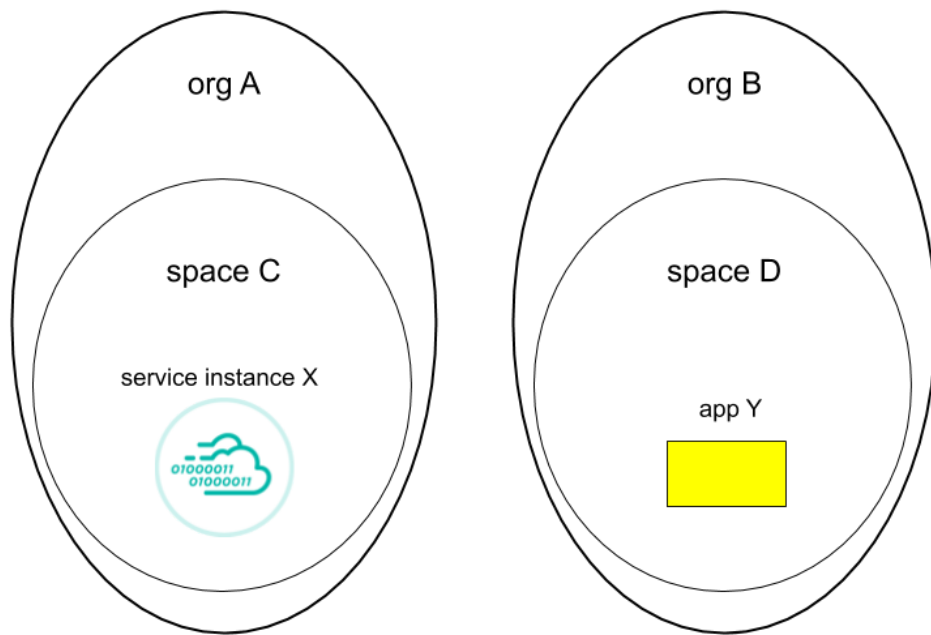 org A
org B
space C
space D
service instance X
app Y
01000011
01000011